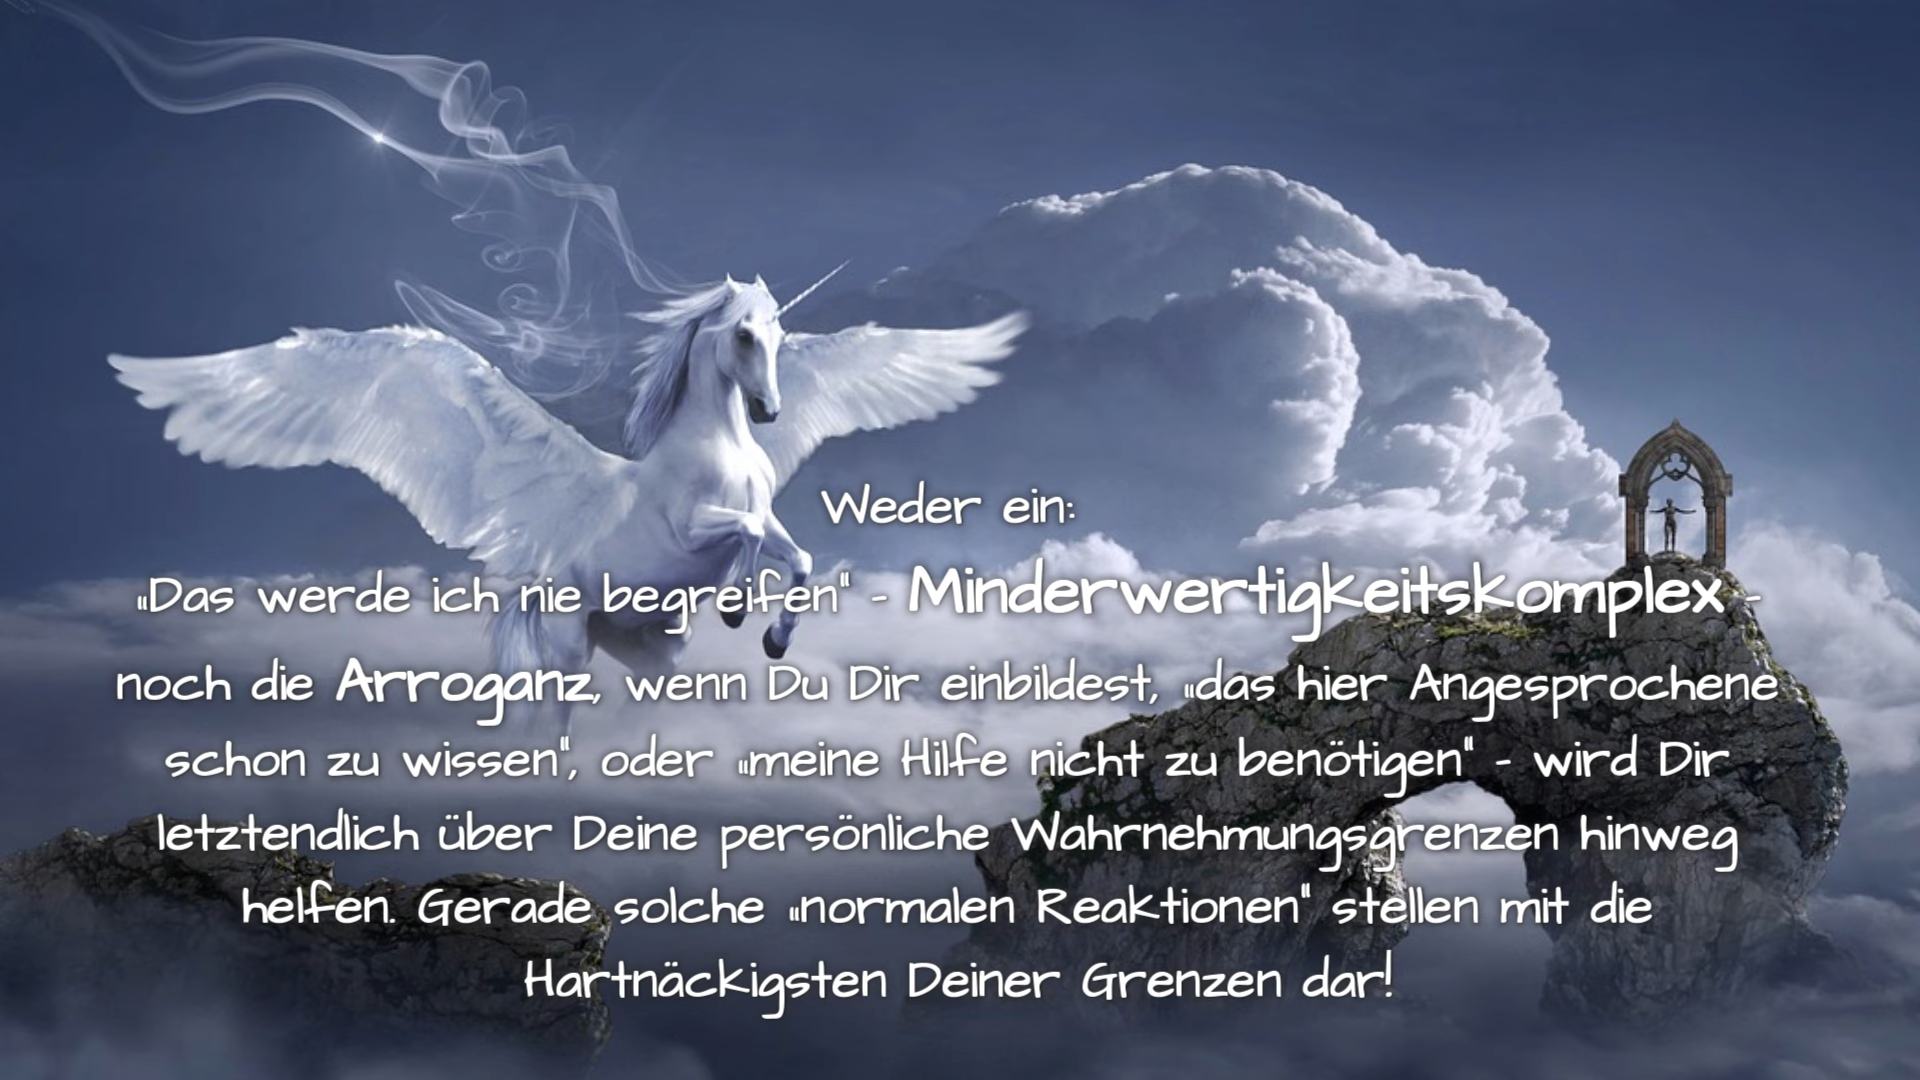 Weder ein:
„Das werde ich nie begreifen“ - Minderwertigkeitskomplex -
noch die Arroganz, wenn Du Dir einbildest, „das hier Angesprochene
schon zu wissen“, oder „meine Hilfe nicht zu benötigen“ - wird Dir
letztendlich über Deine persönliche Wahrnehmungsgrenzen hinweg
helfen. Gerade solche „normalen Reaktionen“ stellen mit die
Hartnäckigsten Deiner Grenzen dar!